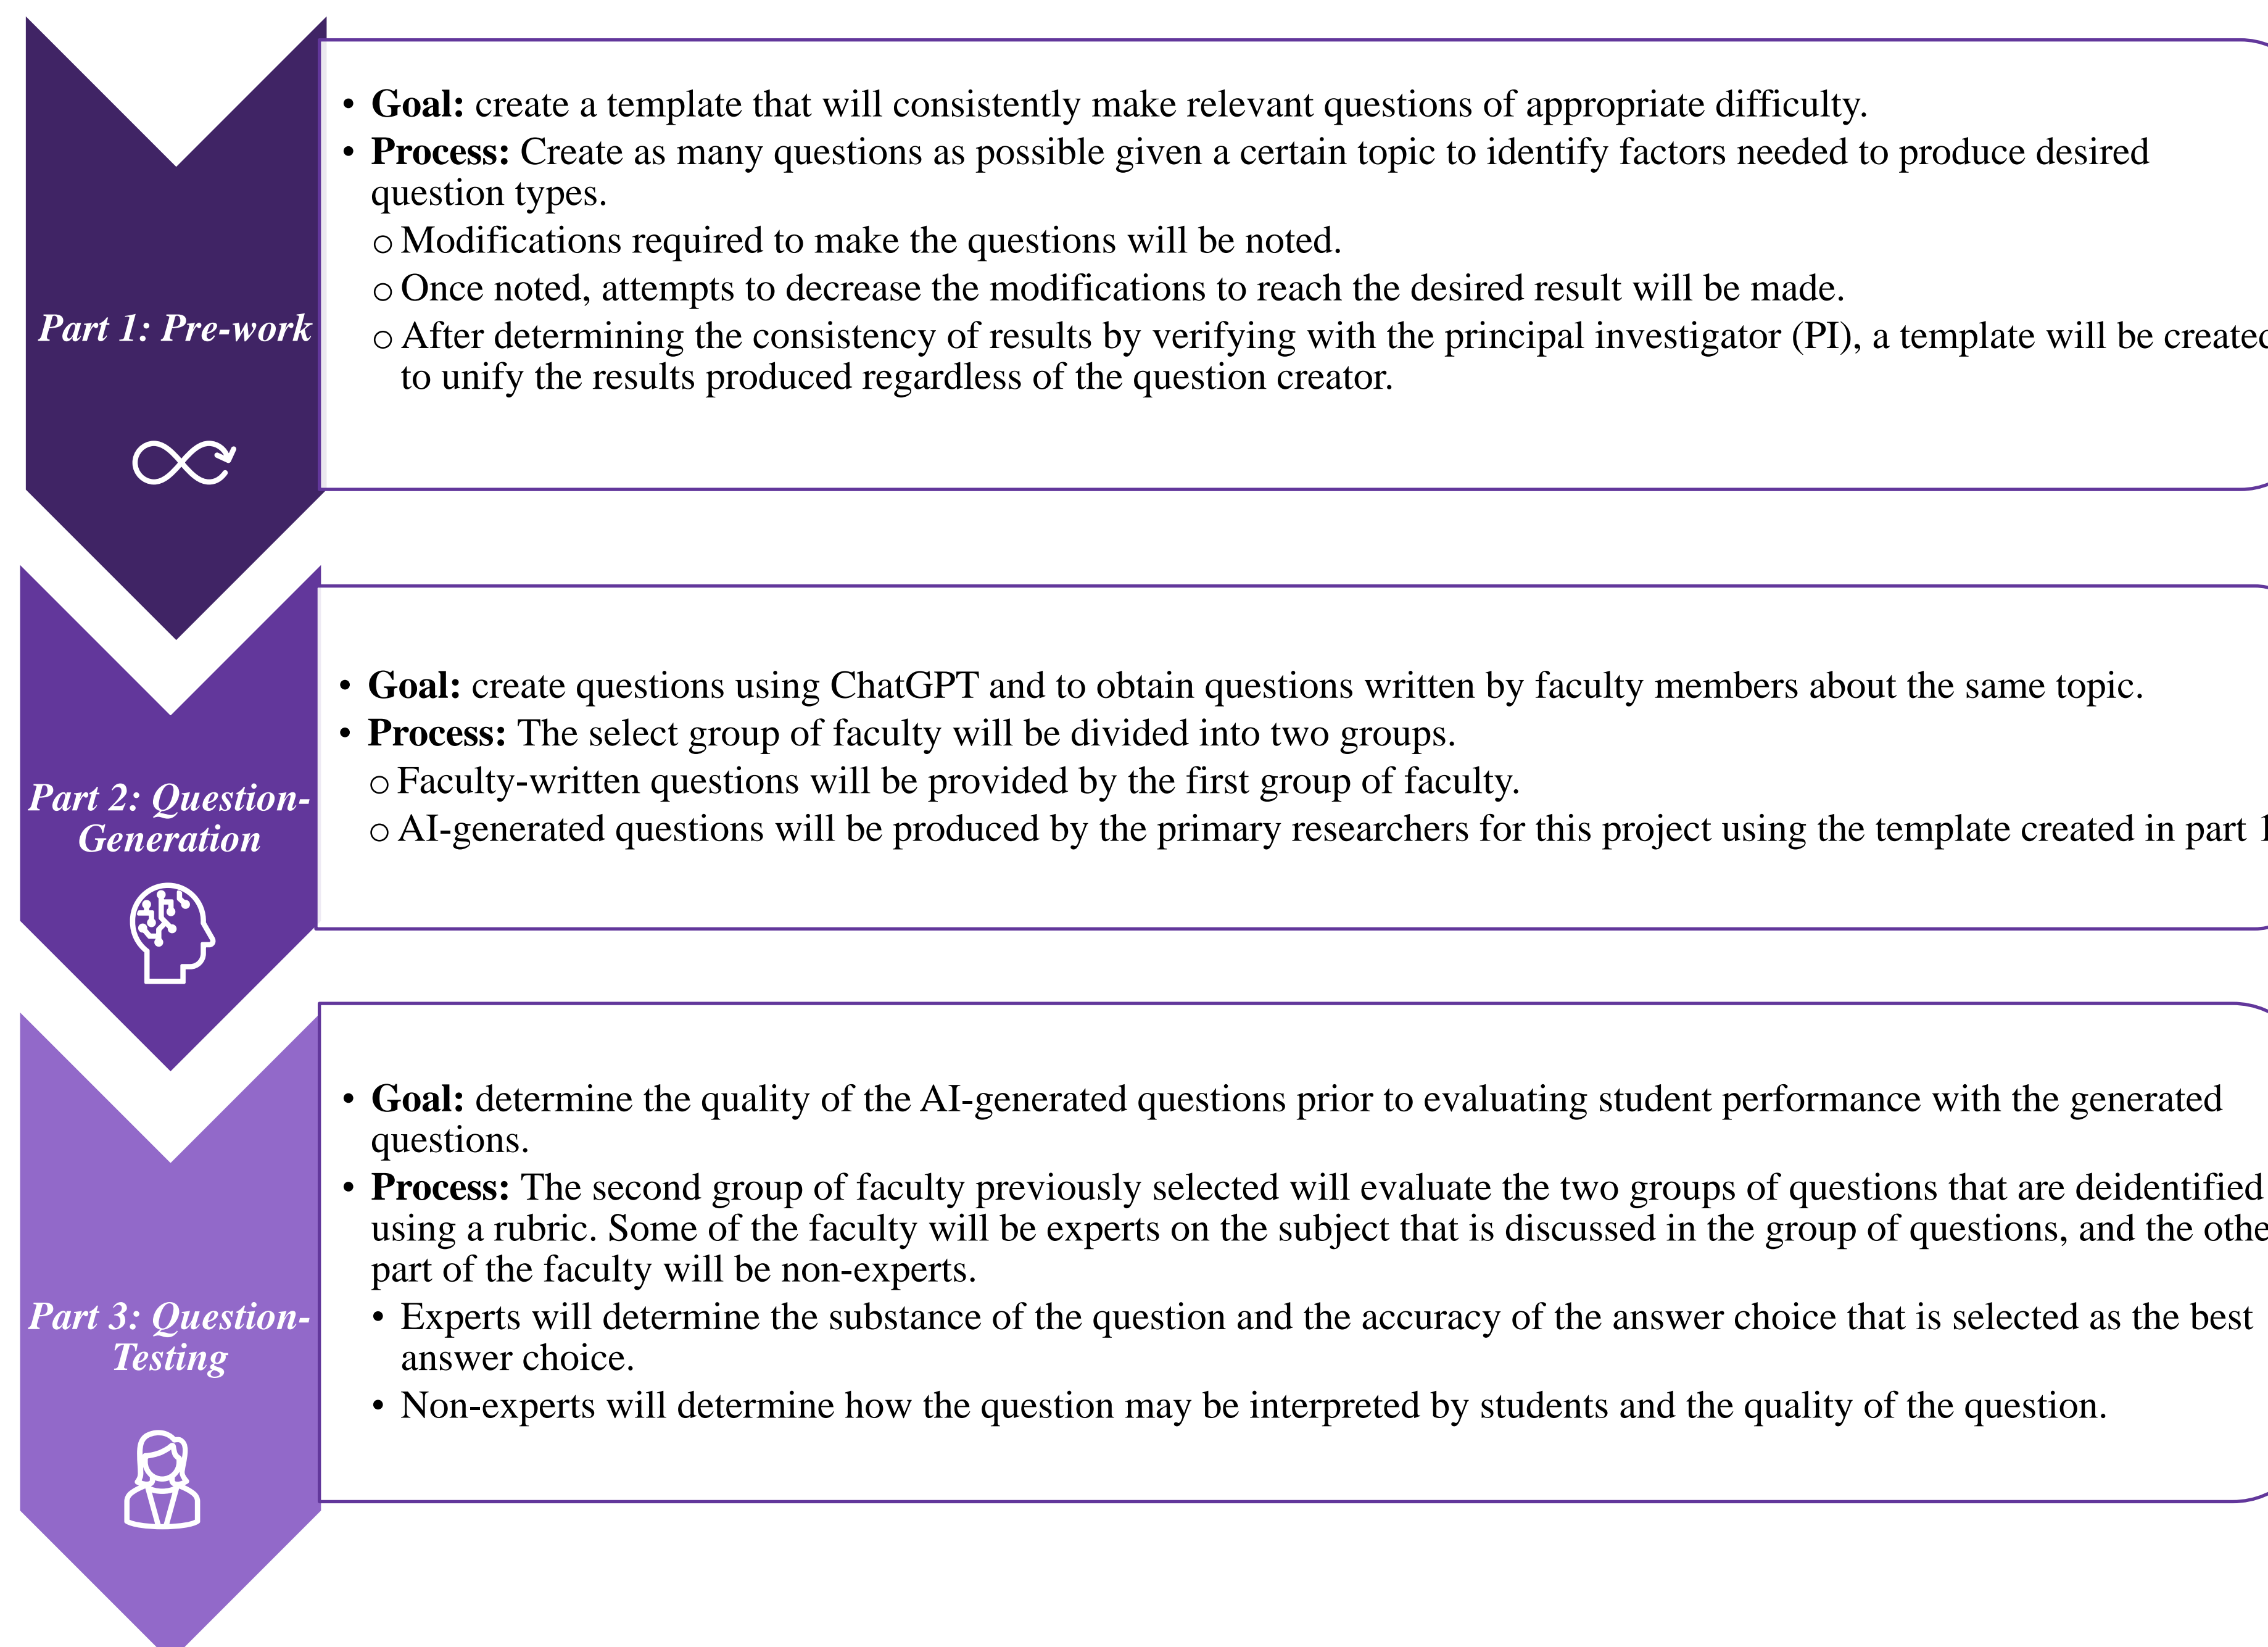 Part 1: Pre-work
• Goal: create a template that will consistently make relevant questions of appropriate difficulty.
• Process: Create as many questions as possible given a certain topic to identify factors needed to produce desired
question types.
○ Modifications required to make the questions will be noted.
○ Once noted, attempts to decrease the modifications to reach the desired result will be made.
○ After determining the consistency of results by verifying with the principal investigator (PI), a template will be created
to unify the results produced regardless of the question creator.
Part 2: Question-
Generation
• Goal: create questions using ChatGPT and to obtain questions written by faculty members about the same topic.
• Process: The select group of faculty will be divided into two groups.
○ Faculty-written questions will be provided by the first group of faculty.
○ AI-generated questions will be produced by the primary researchers for this project using the template created in part 1
Part 3: Question-
Testing
• Goal: determine the quality of the AI-generated questions prior to evaluating student performance with the generated
questions.
• Process: The second group of faculty previously selected will evaluate the two groups of questions that are deidentified
using a rubric. Some of the faculty will be experts on the subject that is discussed in the group of questions, and the othe
part of the faculty will be non-experts.
• Experts will determine the substance of the question and the accuracy of the answer choice that is selected as the best
answer choice.
• Non-experts will determine how the question may be interpreted by students and the quality of the question.